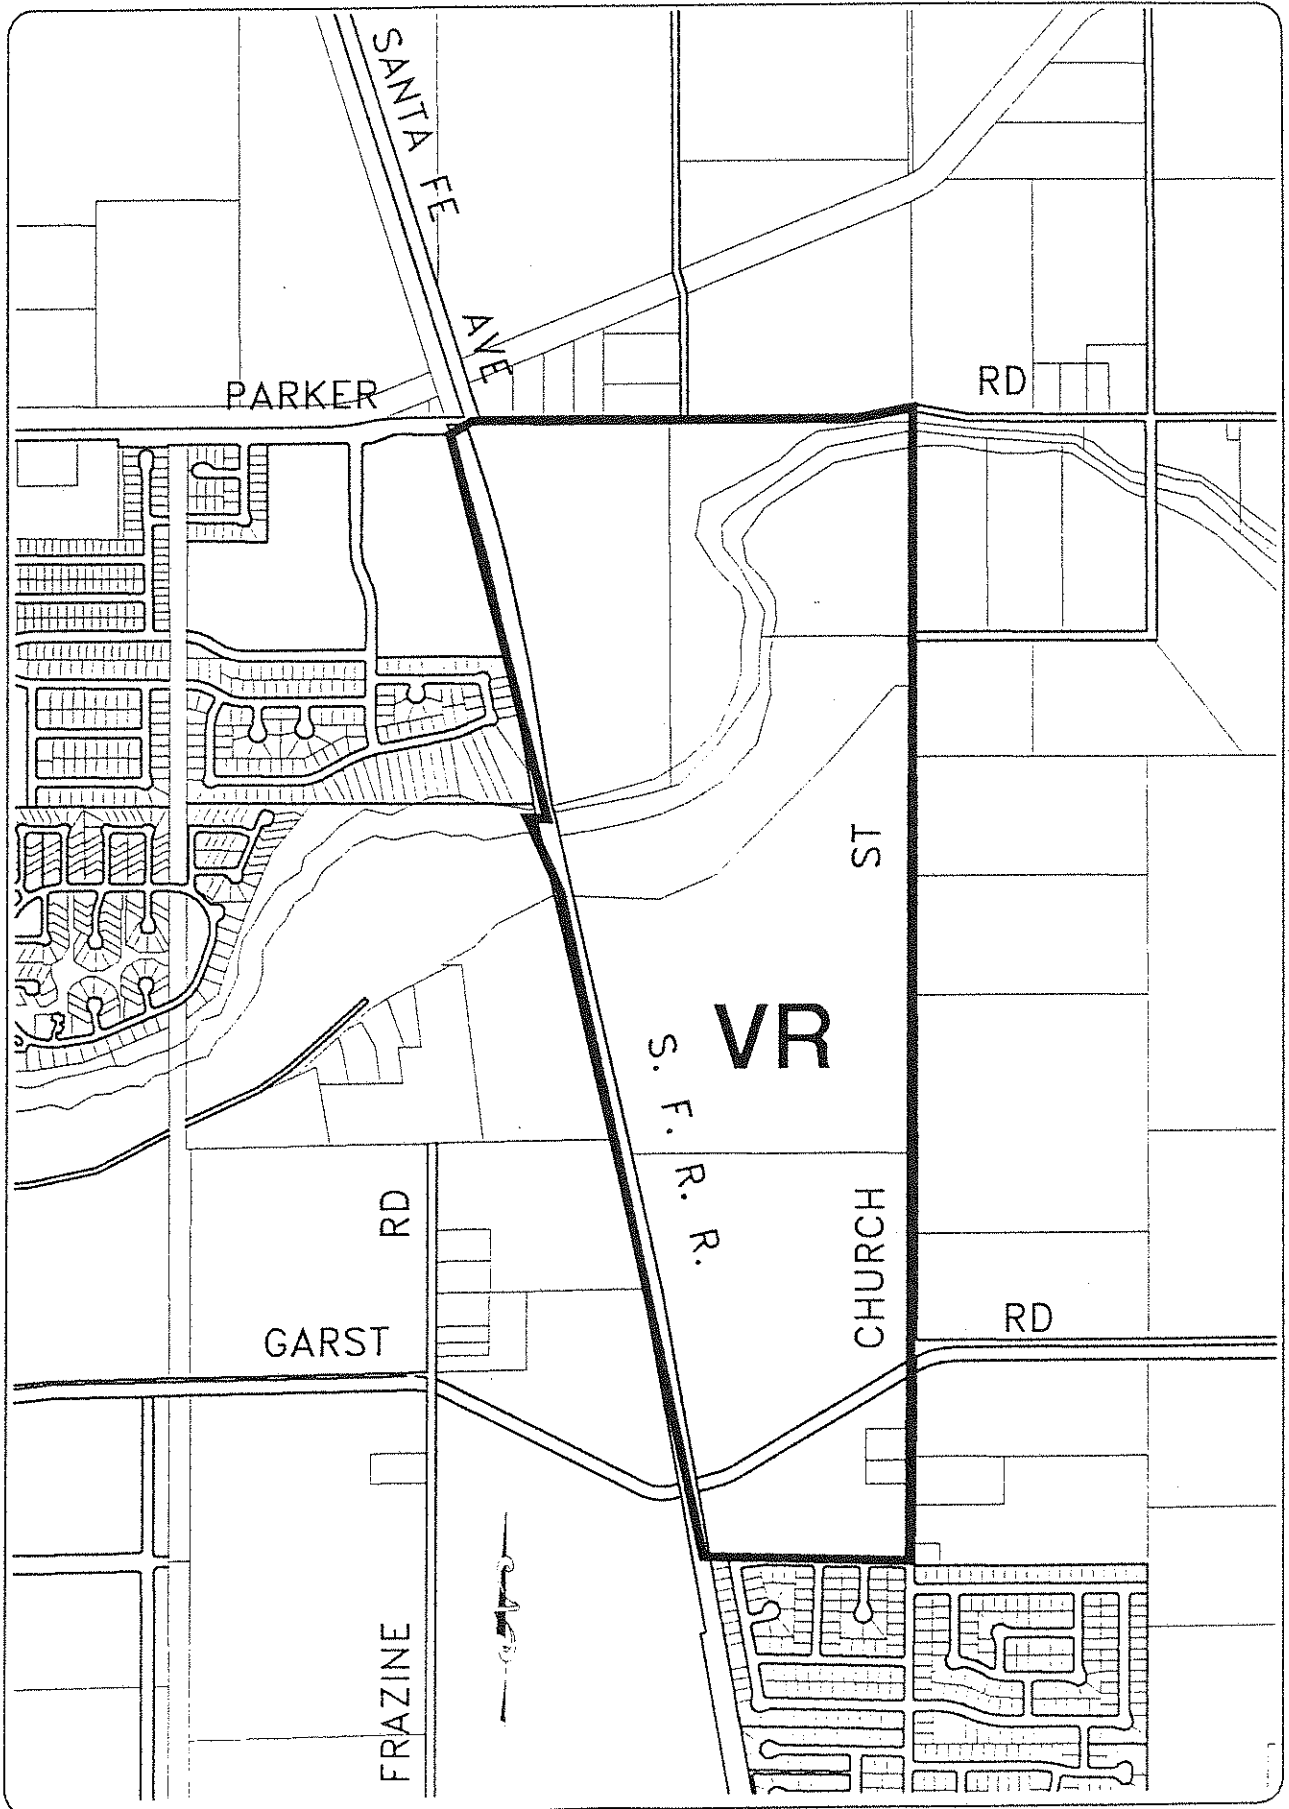 SANTA FE AVE
PARKER RD
CHURCH ST
VR
S. F. R. R.
GARST RD
FRAZINE RD